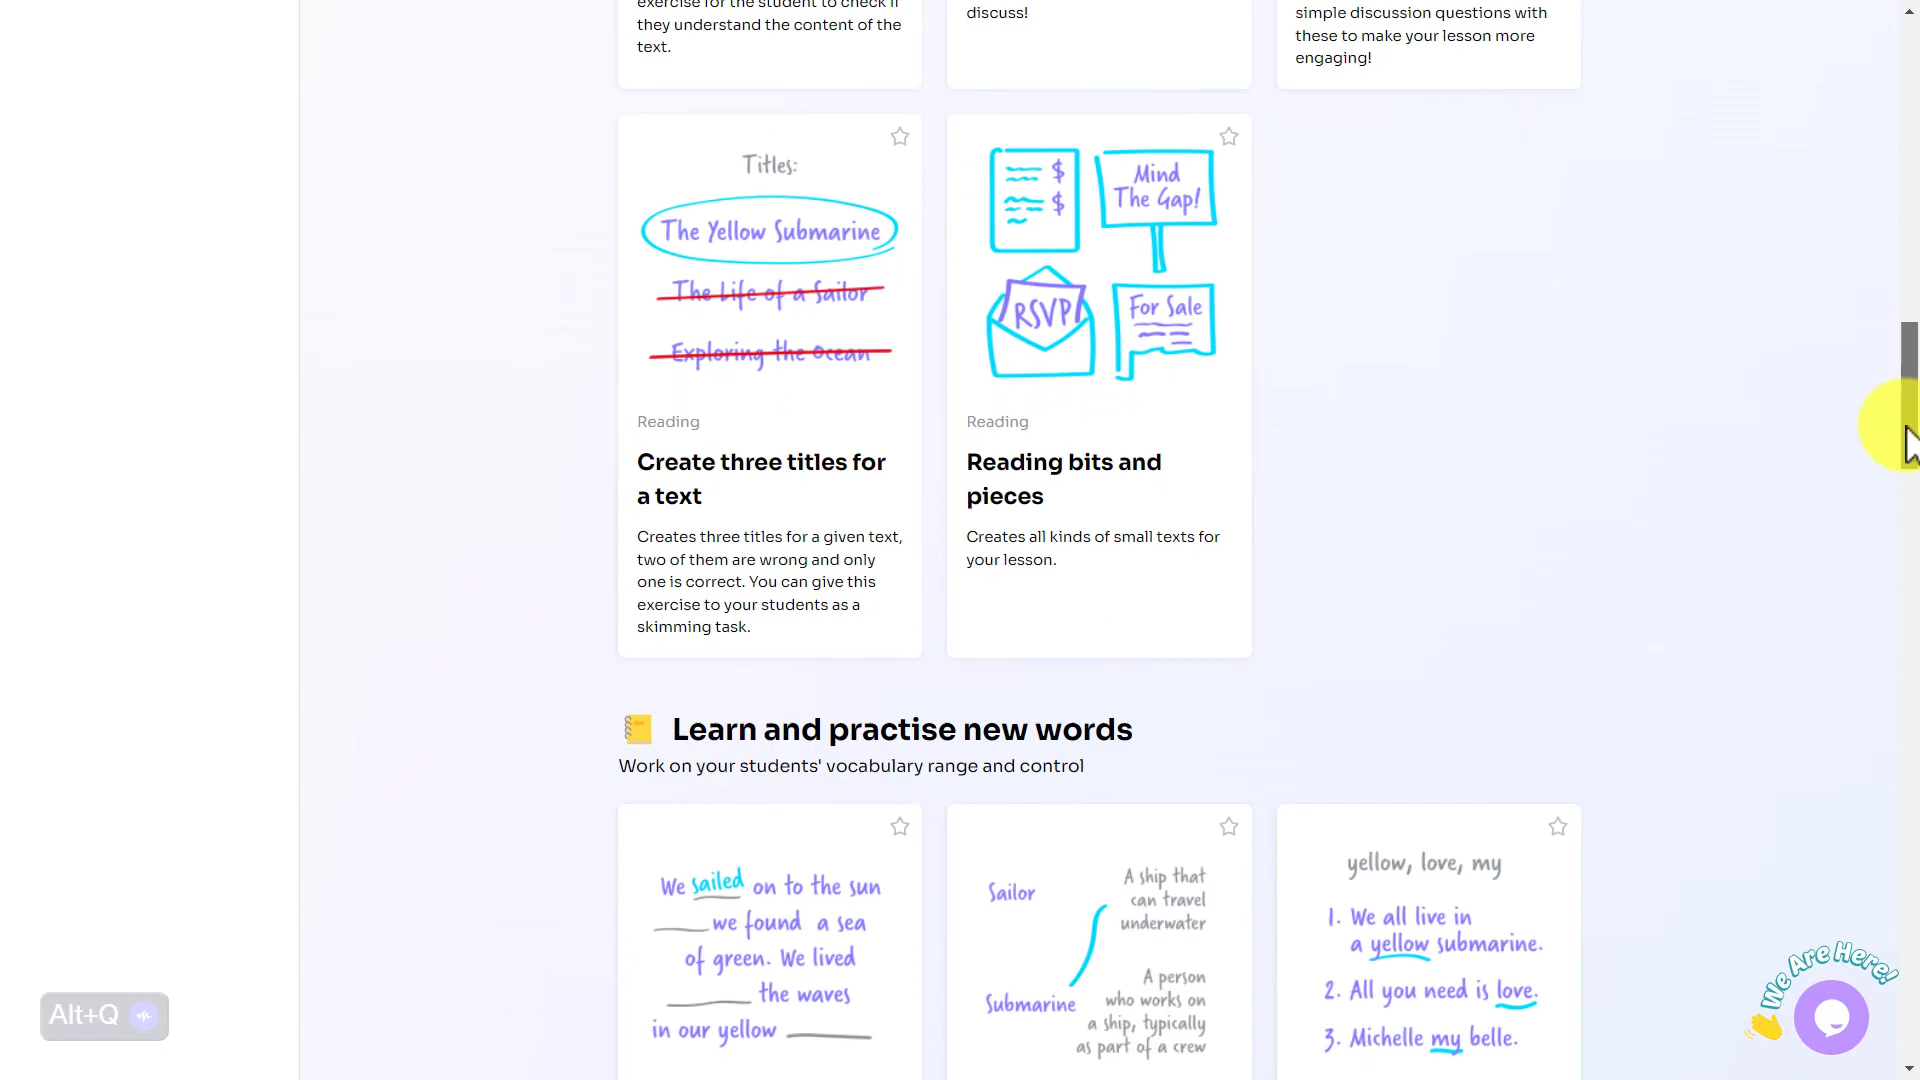 exercise for the student to check if
they understand the content of the
text.
discuss!
simple discussion questions with
these to make your lesson more
engaging!
Titles:
The Yellow Submarine
The Life of a Sailor
Exploring the Ocean
Reading
Create three titles for
a text
Creates three titles for a given text,
two of them are wrong and only
one is correct. You can give this
exercise to your students as a
skimming task.
$
$
Mind
The Gap!
RSVP
For Sale
Reading
Reading bits and
pieces
Creates all kinds of small texts for
your lesson.
Learn and practise new words
Work on your students' vocabulary range and control
We sailed on to the sun
____ we found a sea
of green. We lived
____ the waves
in our yellow ____
Sailor
Submarine
A ship that
can travel
underwater
A person
who works on
a ship, typically
as part of a crew
yellow, love, my
1. We all live in
a yellow submarine.
2. All you need is love.
3. Michelle my belle.
Alt+Q
We Are Here!